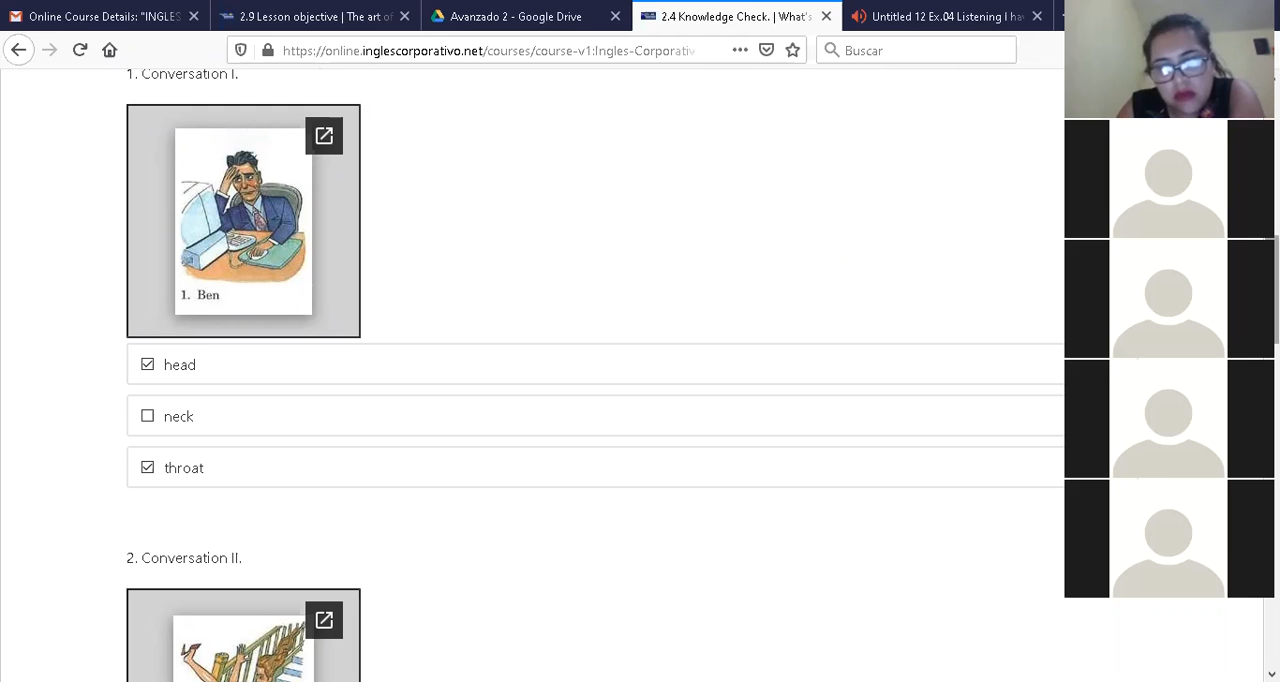 Online Course Details: "INGLES
2.9 Lesson objective | The art of
Avanzado 2 - Google Drive
2.4 Knowledge Check. | What's
Untitled 12 Ex.04 Listening I ha
https://online.inglescorporativo.net/courses/course-v1:Ingles-Corporativ
Buscar
1. Conversation I.
1. Ben
head
neck
throat
2. Conversation II.